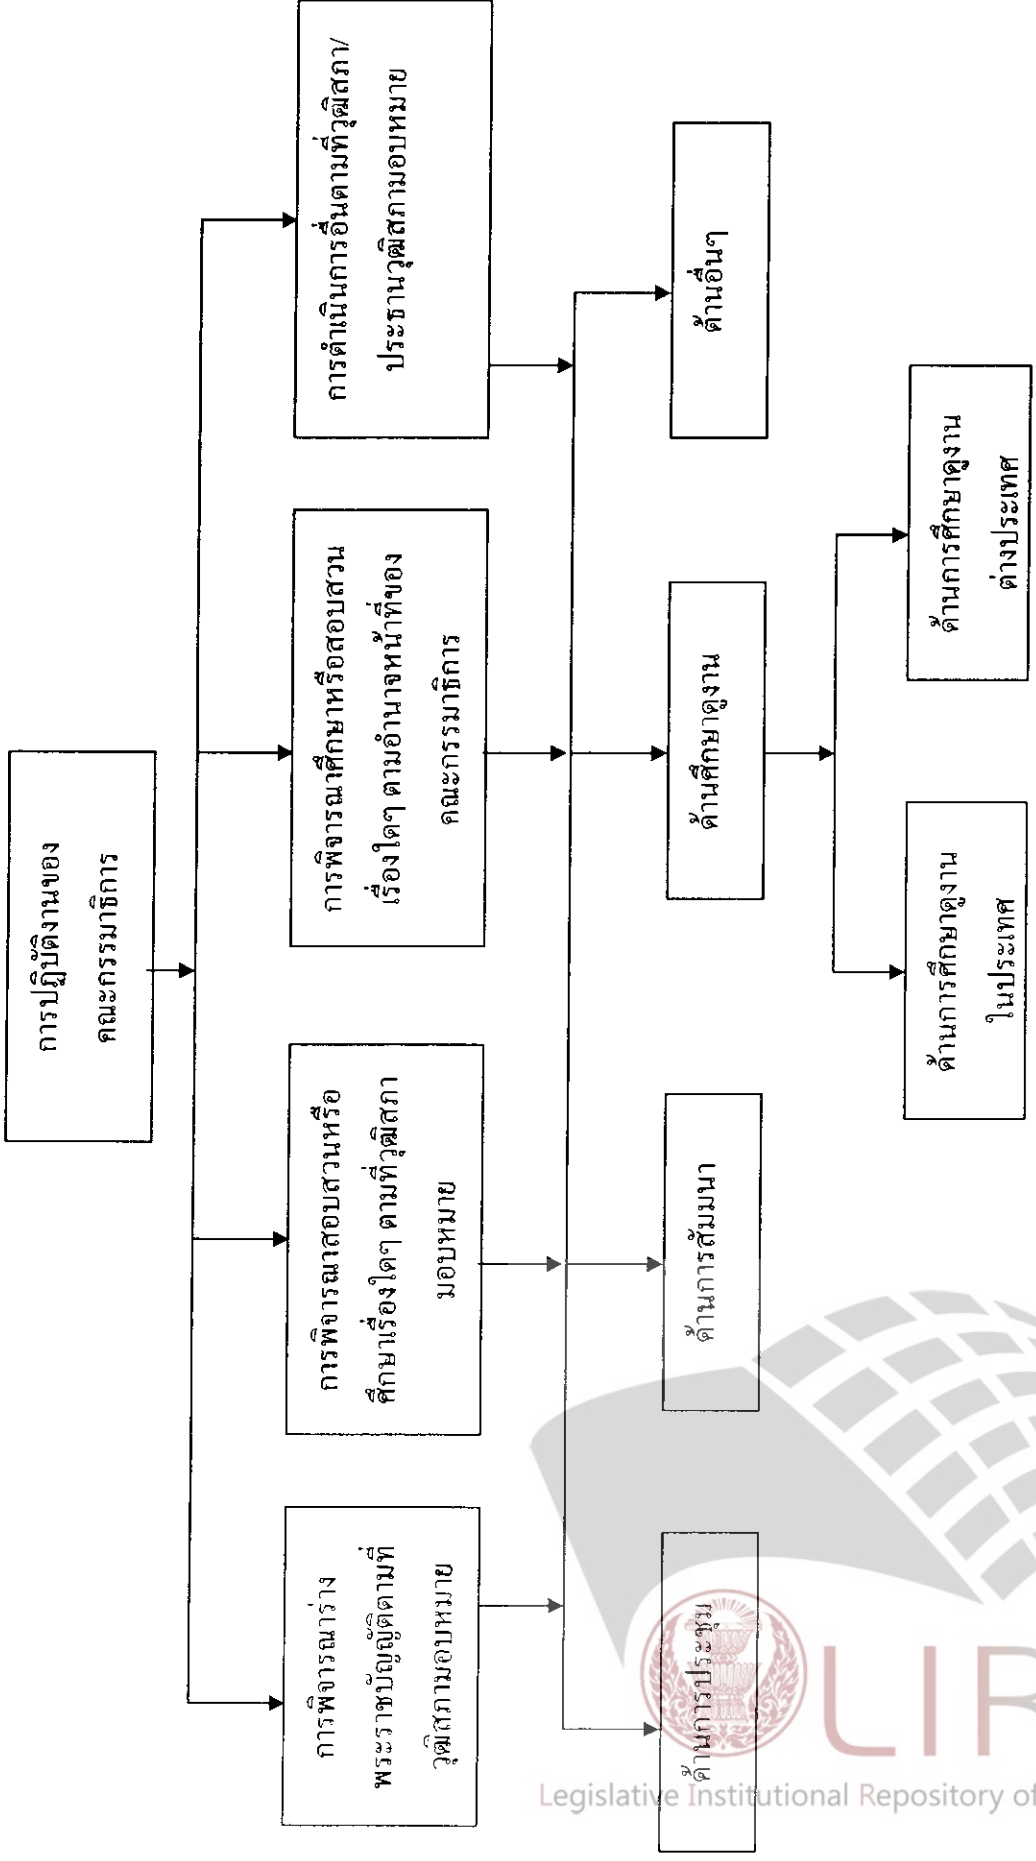 การปฏิบัติงานของ
คณะกรรมาธิการ
การพิจารณาร่าง
พระราชบัญญัติตามที่
วุฒิสภามอบหมาย
การพิจารณาสอบสวนหรือ
ศึกษาเรื่องใดๆ ตามที่วุฒิสภา
มอบหมาย
การพิจารณาศึกษาหรือสอบสวน
เรื่องใดๆ ตามอำนาจหน้าที่ของ
คณะกรรมาธิการ
การดำเนินการอื่นตามที่วุฒิสภา/
ประธานวุฒิสภามอบหมาย
ด้านการประชุม
ด้านการสัมมนา
ด้านศึกษาดูงาน
ด้านอื่นๆ
ด้านการศึกษาดูงาน
ในประเทศ
ด้านการศึกษาดูงาน
ต่างประเทศ
LIR
Legislative Institutional Repository of